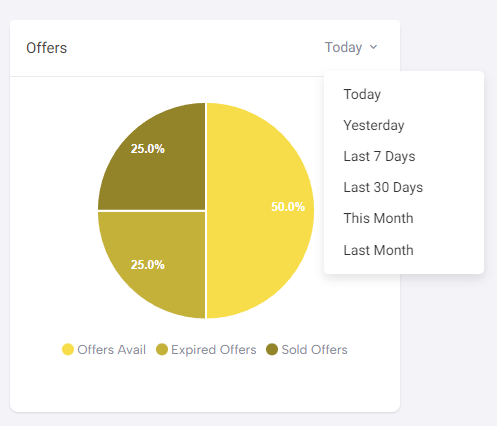 Offers
Today
Today
Yesterday
Last 7 Days
Last 30 Days
This Month
Last Month
25.0%
50.0%
25.0%
Offers Avail Expired Offers Sold Offers